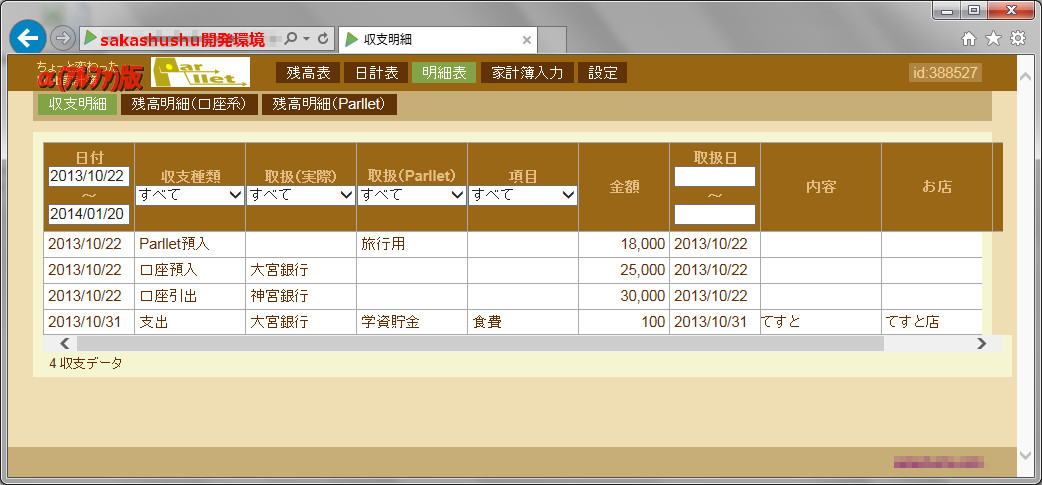 sakashushu開発環境
収支明細
ちょっと変わった
α(アルファ)版
Parllet
残高表 日計表 明細表 家計簿入力 設定
id:388527
収支明細 残高明細(口座系) 残高明細(Parllet)
日付 収支種類 取扱(実際) 取扱(Parllet) 項目 金額 取扱日 内容 お店
2013/10/22
～ ～
2014/01/20
すべて すべて すべて すべて
2013/10/22 Parllet預入 旅行用 18,000 2013/10/22
2013/10/22 口座預入 大宮銀行 25,000 2013/10/22
2013/10/22 口座引出 神宮銀行 30,000 2013/10/22
2013/10/31 支出 大宮銀行 学資貯金 食費 100 2013/10/31 てすと てすと店
4 収支データ